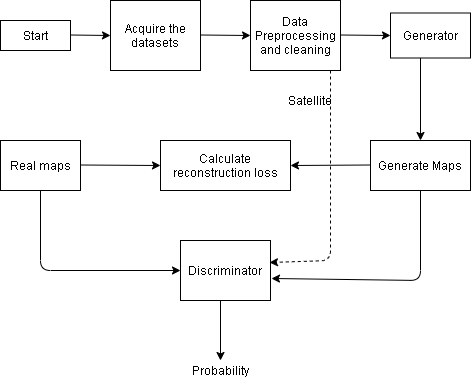 Start
Acquire the
datasets
Data
Preprocessing
and cleaning
Generator
Satellite
Real maps
Calculate
reconstruction loss
Generate Maps
Discriminator
Probability